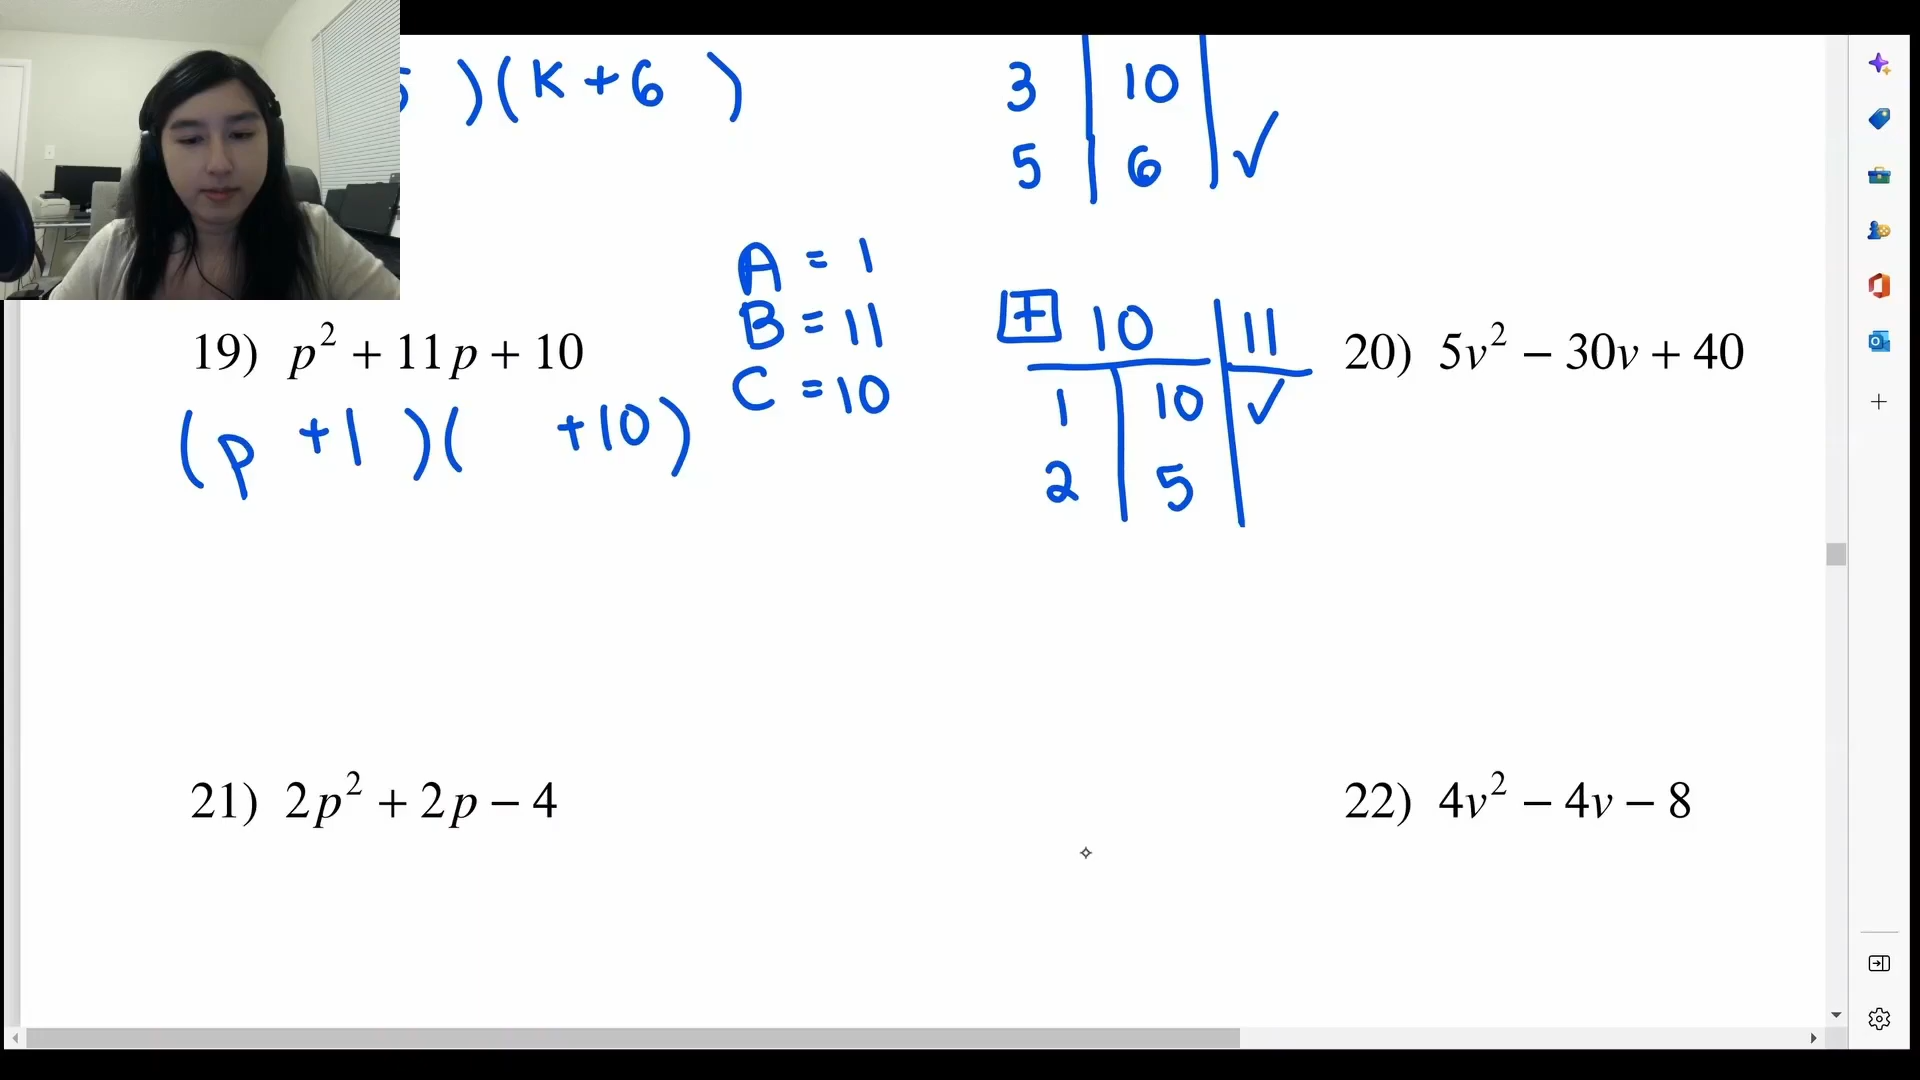 )(K+6 )
3 | 10
5 | 6 ✓
A = 1
B = 11
C = 10
19) p² + 11p + 10
(p +1 )( +10)
+ 10 | 11
1 | 10 ✓
2 | 5
20) 5v² − 30v + 40
21) 2p² + 2p − 4
22) 4v² − 4v − 8